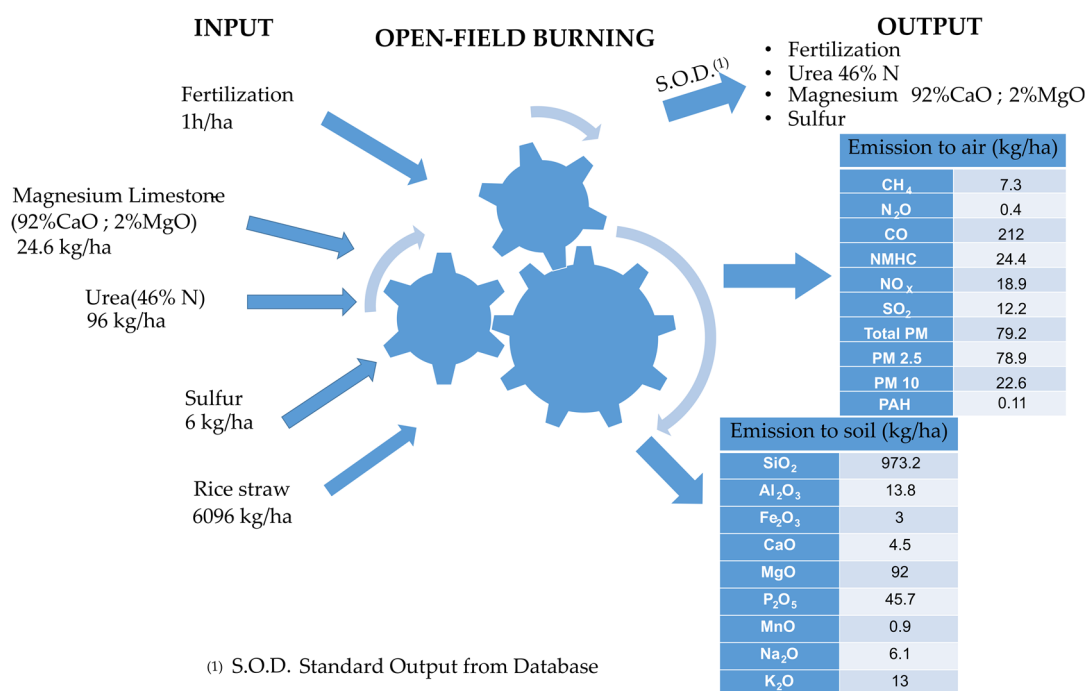 INPUT
OPEN-FIELD BURNING
OUTPUT
Fertilization
1h/ha
Magnesium Limestone
(92%CaO ; 2%MgO)
24.6 kg/ha
Urea(46% N)
96 kg/ha
Sulfur
6 kg/ha
Rice straw
6096 kg/ha
S.O.D.(1)
• Fertilization
• Urea 46% N
• Magnesium 92%CaO ; 2%MgO
• Sulfur
Emission to air (kg/ha)
CH₄ 7.3
N₂O 0.4
CO 212
NMHC 24.4
NOₓ 18.9
SO₂ 12.2
Total PM 79.2
PM 2.5 78.9
PM 10 22.6
PAH 0.11
Emission to soil (kg/ha)
SiO₂ 973.2
Al₂O₃ 13.8
Fe₂O₃ 3
CaO 4.5
MgO 92
P₂O₅ 45.7
MnO 0.9
Na₂O 6.1
K₂O 13
(1) S.O.D. Standard Output from Database